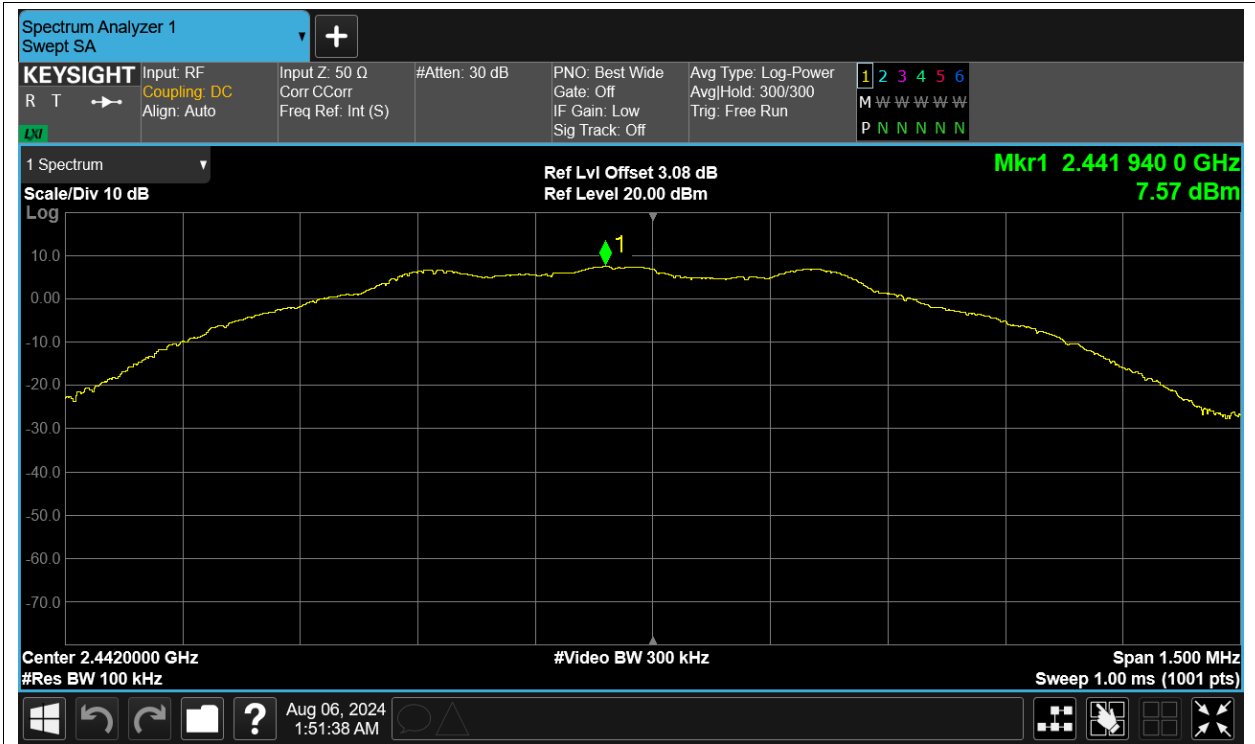 Spectrum Analyzer 1
Swept SA
KEYSIGHT
R T
LXI
Input: RF
Coupling: DC
Align: Auto
Input Z: 50 Ω
Corr CCorr
Freq Ref: Int (S)
#Atten: 30 dB
PNO: Best Wide
Gate: Off
IF Gain: Low
Sig Track: Off
Avg Type: Log-Power
Avg|Hold: 300/300
Trig: Free Run
1 2 3 4 5 6
M W W W W W
P N N N N N
1 Spectrum
Scale/Div 10 dB
Ref Lvl Offset 3.08 dB
Ref Level 20.00 dBm
Mkr1 2.441 940 0 GHz
7.57 dBm
Log
1
10.0
0.00
-10.0
-20.0
-30.0
-40.0
-50.0
-60.0
-70.0
Center 2.4420000 GHz
#Video BW 300 kHz
Span 1.500 MHz
#Res BW 100 kHz
Sweep 1.00 ms (1001 pts)
?
Aug 06, 2024
1:51:38 AM